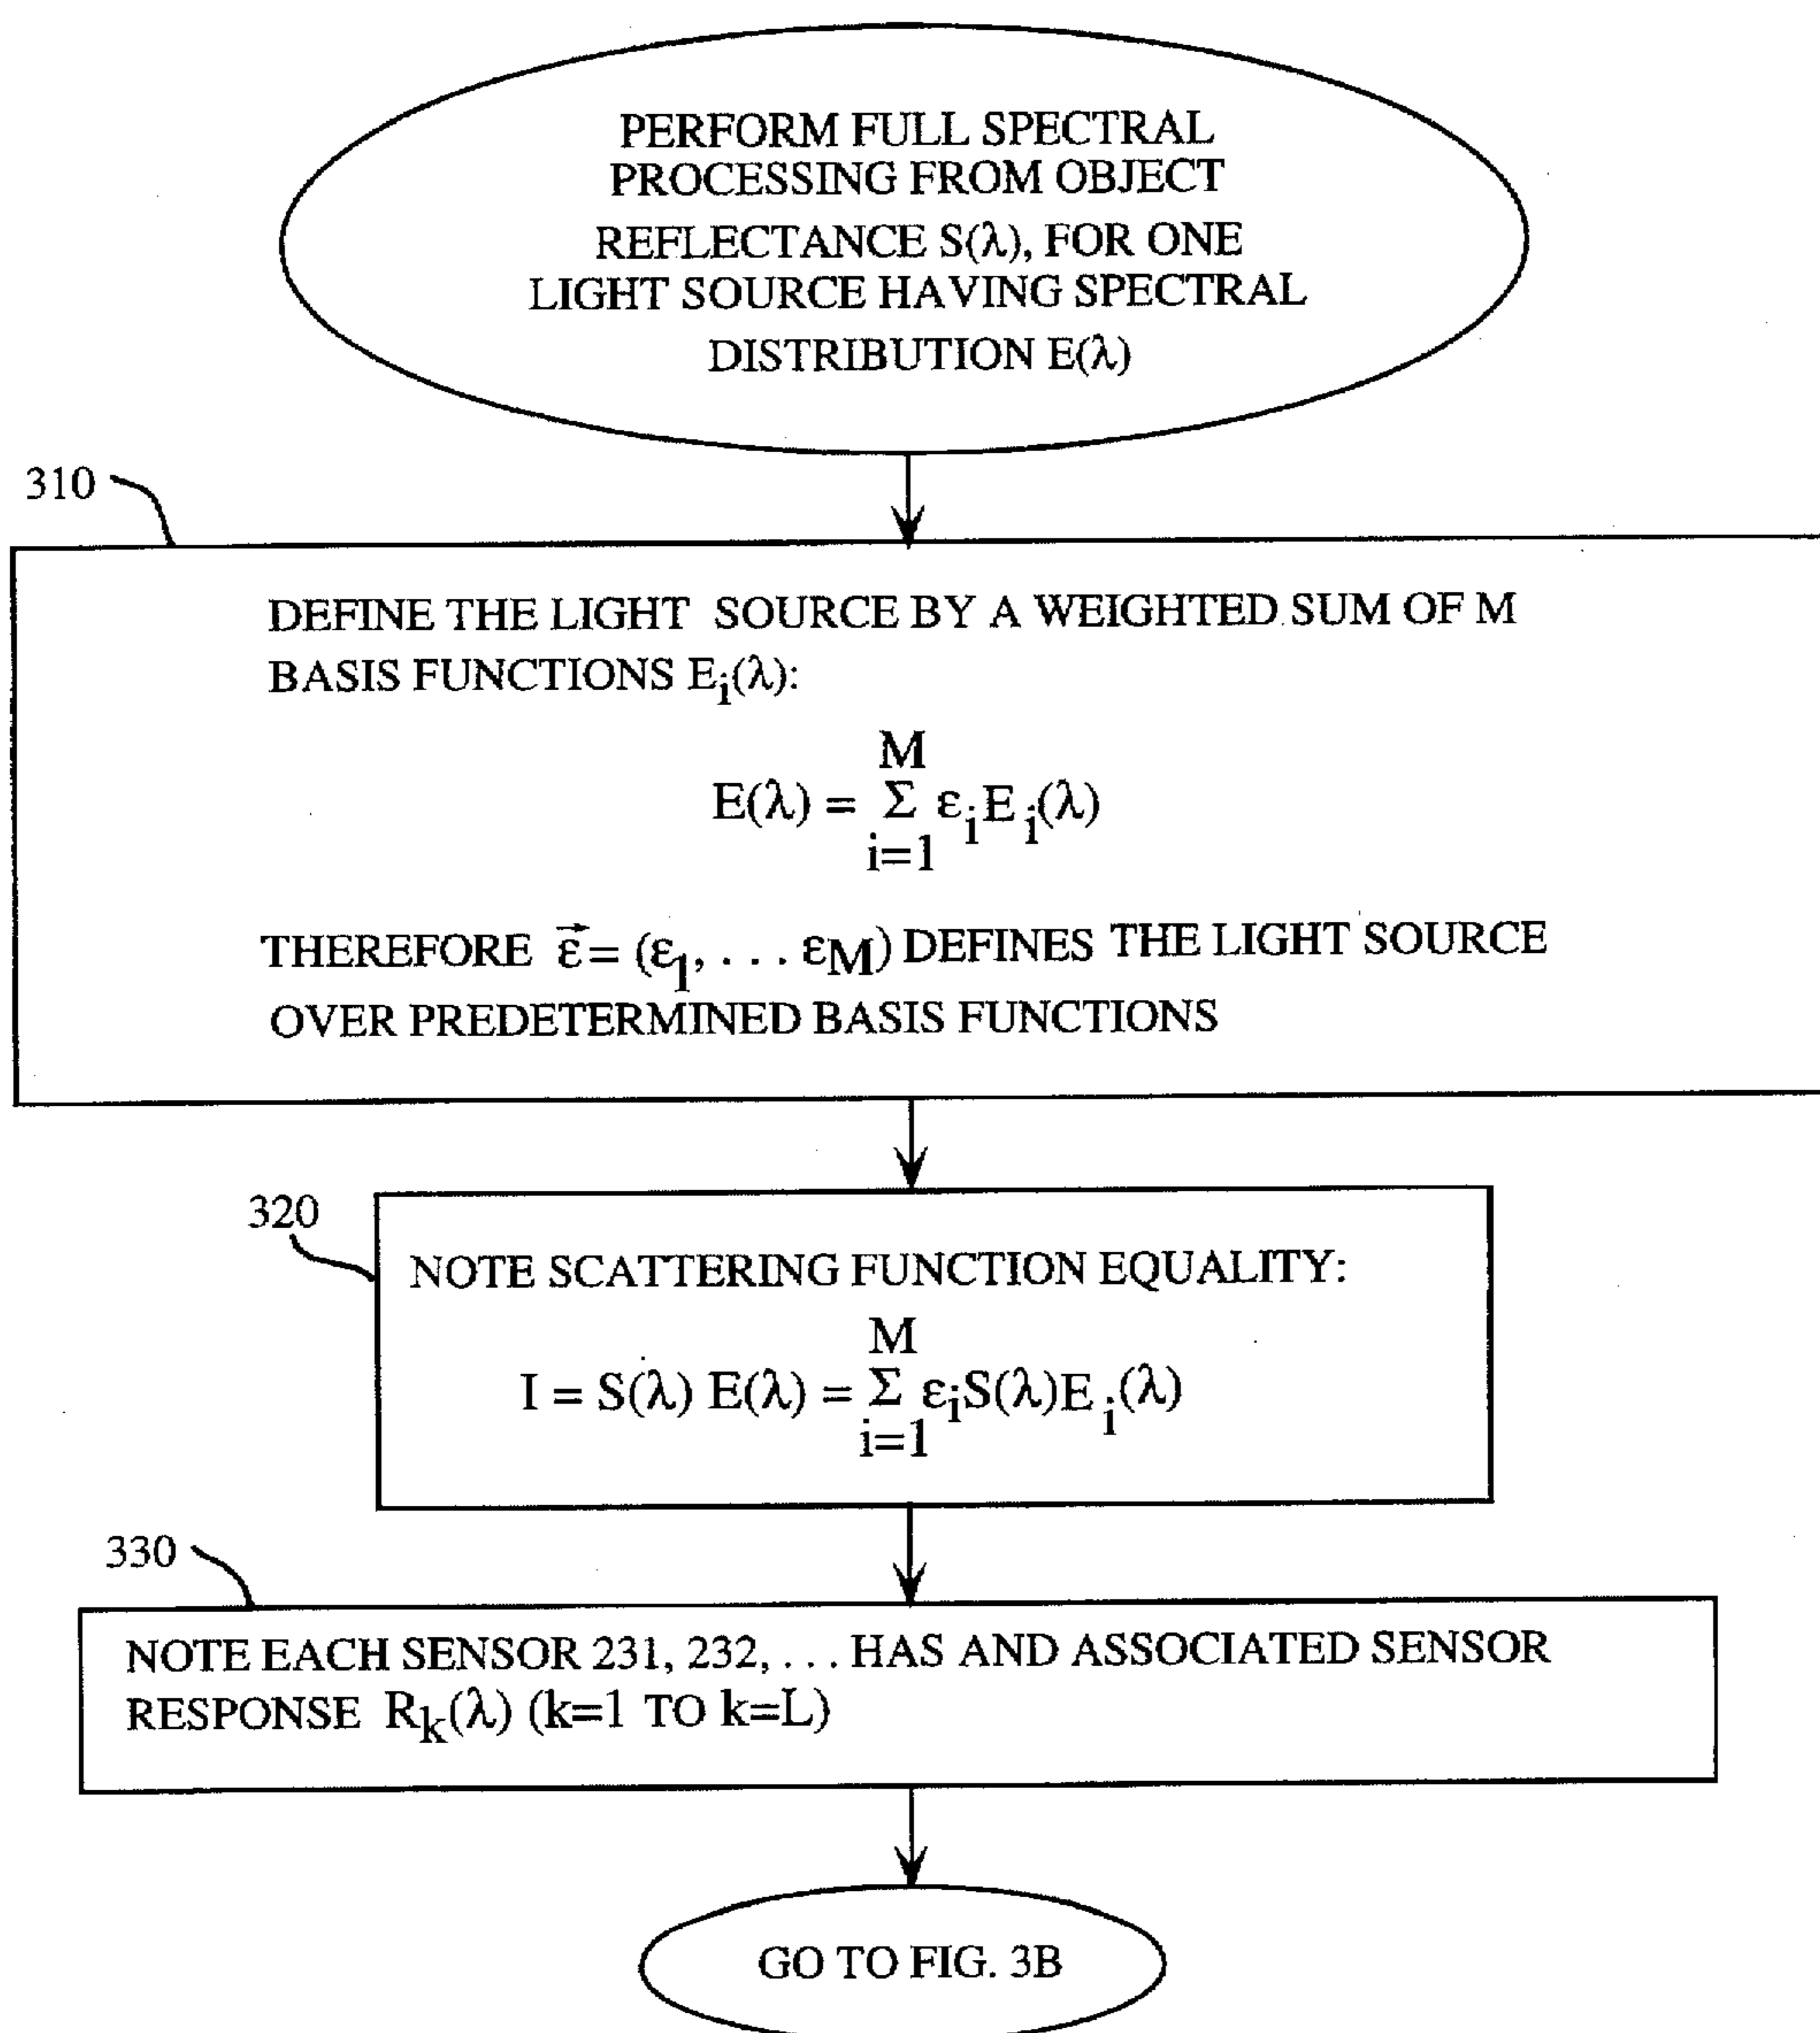 PERFORM FULL SPECTRAL
PROCESSING FROM OBJECT
REFLECTANCE S(λ), FOR ONE
LIGHT SOURCE HAVING SPECTRAL
DISTRIBUTION E(λ)
310
DEFINE THE LIGHT SOURCE BY A WEIGHTED SUM OF M
BASIS FUNCTIONS Eᵢ(λ):
M
E(λ) = Σ εᵢEᵢ(λ)
i=1
THEREFORE ε⃗ = (ε₁, . . . ε_M) DEFINES THE LIGHT SOURCE
OVER PREDETERMINED BASIS FUNCTIONS
320
NOTE SCATTERING FUNCTION EQUALITY:
M
I = S(λ) E(λ) = Σ εᵢS(λ)Eᵢ(λ)
i=1
330
NOTE EACH SENSOR 231, 232, . . . HAS AND ASSOCIATED SENSOR
RESPONSE Rₖ(λ) (k=1 TO k=L)
GO TO FIG. 3B